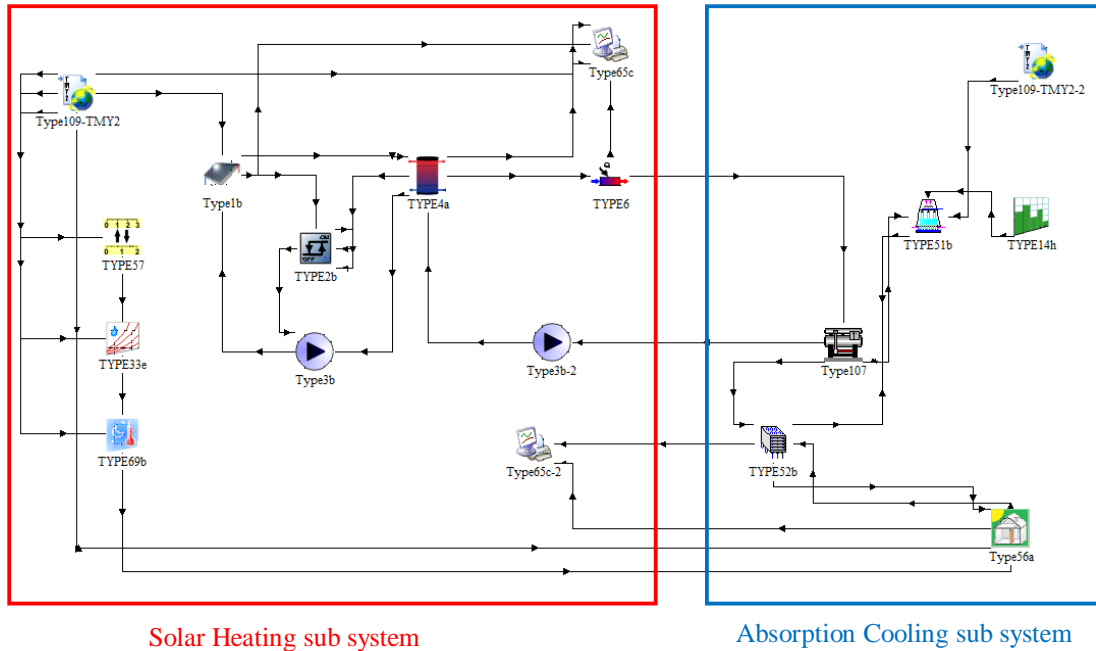 Type65c
Type109-TMY2-2
Type109-TMY2
Type1b
TYPE4a
TYPE6
TYPE51b
TYPE14h
TYPE57
TYPE2b
TYPE33e
Type3b
Type3b-2
Type107
TYPE69b
Type65c-2
TYPE52b
Type56a
Solar Heating sub system
Absorption Cooling sub system